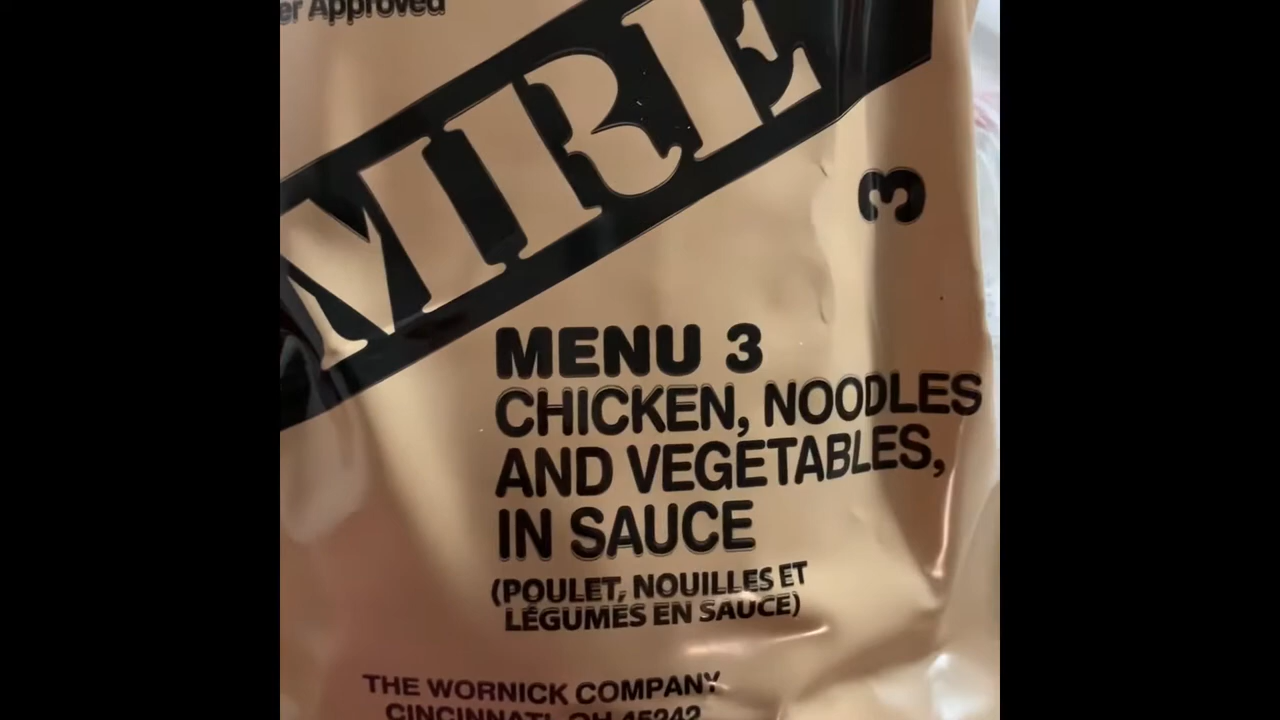 er Approved
MRE
3
MENU 3
CHICKEN, NOODLES
AND VEGETABLES,
IN SAUCE
(POULET, NOUILLES ET
LÉGUMES EN SAUCE)
THE WORNICK COMPANY
CINCINNATI, OH 45242